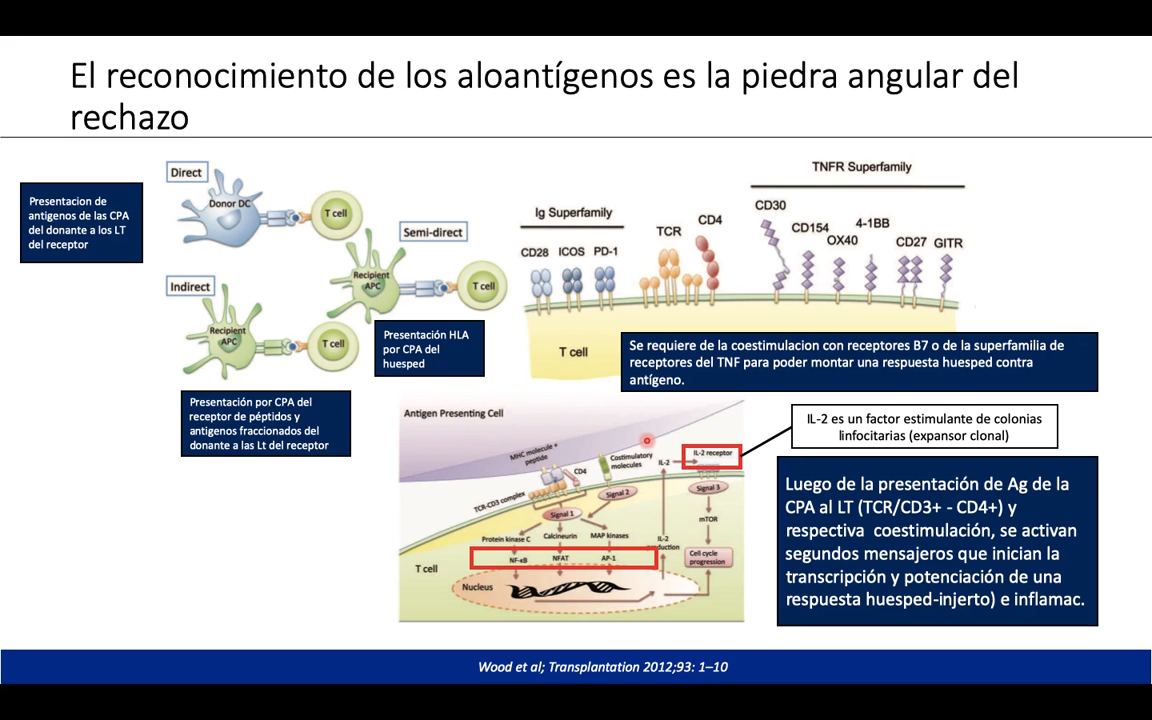 El reconocimiento de los aloantígenos es la piedra angular del
rechazo
Direct
Presentacion de
antigenos de las CPA
del donante a los LT
del receptor
Donor DC
T cell
Semi-direct
Recipient
APC
T cell
Indirect
Recipient
APC
T cell
Presentación HLA
por CPA del
huesped
Presentación por CPA del
receptor de péptidos y
antigenos fraccionados del
donante a las Lt del receptor
TNFR Superfamily
Ig Superfamily
CD28
ICOS
PD-1
TCR
CD4
CD30
CD154
OX40
4-1BB
CD27
GITR
T cell
Se requiere de la coestimulacion con receptores B7 o de la superfamilia de
receptores del TNF para poder montar una respuesta huesped contra
antígeno.
Antigen Presenting Cell
MHC molecule +
peptide
CD4
Costimulatory
molecules
IL-2
IL-2 receptor
TCR-CD3 complex
Signal 1
Signal 2
Signal 3
Protein kinase C
Calcineurin
MAP kinases
IL-2
production
mTOR
Cell cycle
progression
NF-κB
NFAT
AP-1
T cell
Nucleus
IL-2 es un factor estimulante de colonias
linfocitarias (expansor clonal)
Luego de la presentación de Ag de la
CPA al LT (TCR/CD3+ - CD4+) y
respectiva coestimulación, se activan
segundos mensajeros que inician la
transcripción y potenciación de una
respuesta huesped-injerto) e inflamac.
Wood et al; Transplantation 2012;93: 1–10